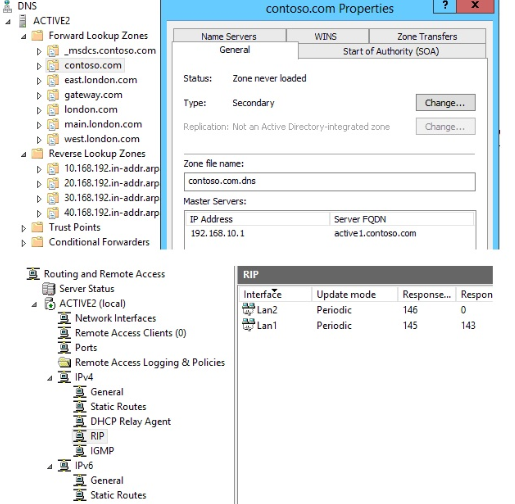 DNS
ACTIVE2
Forward Lookup Zones
_msdcs.contoso.com
contoso.com
east.london.com
gateway.com
london.com
main.london.com
west.london.com
Reverse Lookup Zones
10.168.192.in-addr.arp
20.168.192.in-addr.arp
30.168.192.in-addr.arp
40.168.192.in-addr.arp
Trust Points
Conditional Forwarders
contoso.com Properties ? X
Name Servers WINS Zone Transfers
General Start of Authority (SOA)
Status: Zone never loaded
Type: Secondary Change...
Replication: Not an Active Directory-integrated zone Change...
Zone file name:
contoso.com.dns
Master Servers:
IP Address Server FQDN
192.168.10.1 active1.contoso.com
Routing and Remote Access
Server Status
ACTIVE2 (local)
Network Interfaces
Remote Access Clients (0)
Ports
Remote Access Logging & Policies
IPv4
General
Static Routes
DHCP Relay Agent
RIP
IGMP
IPv6
General
Static Routes
RIP
Interface Update mode Response... Respon
Lan2 Periodic 146 0
Lan1 Periodic 145 143